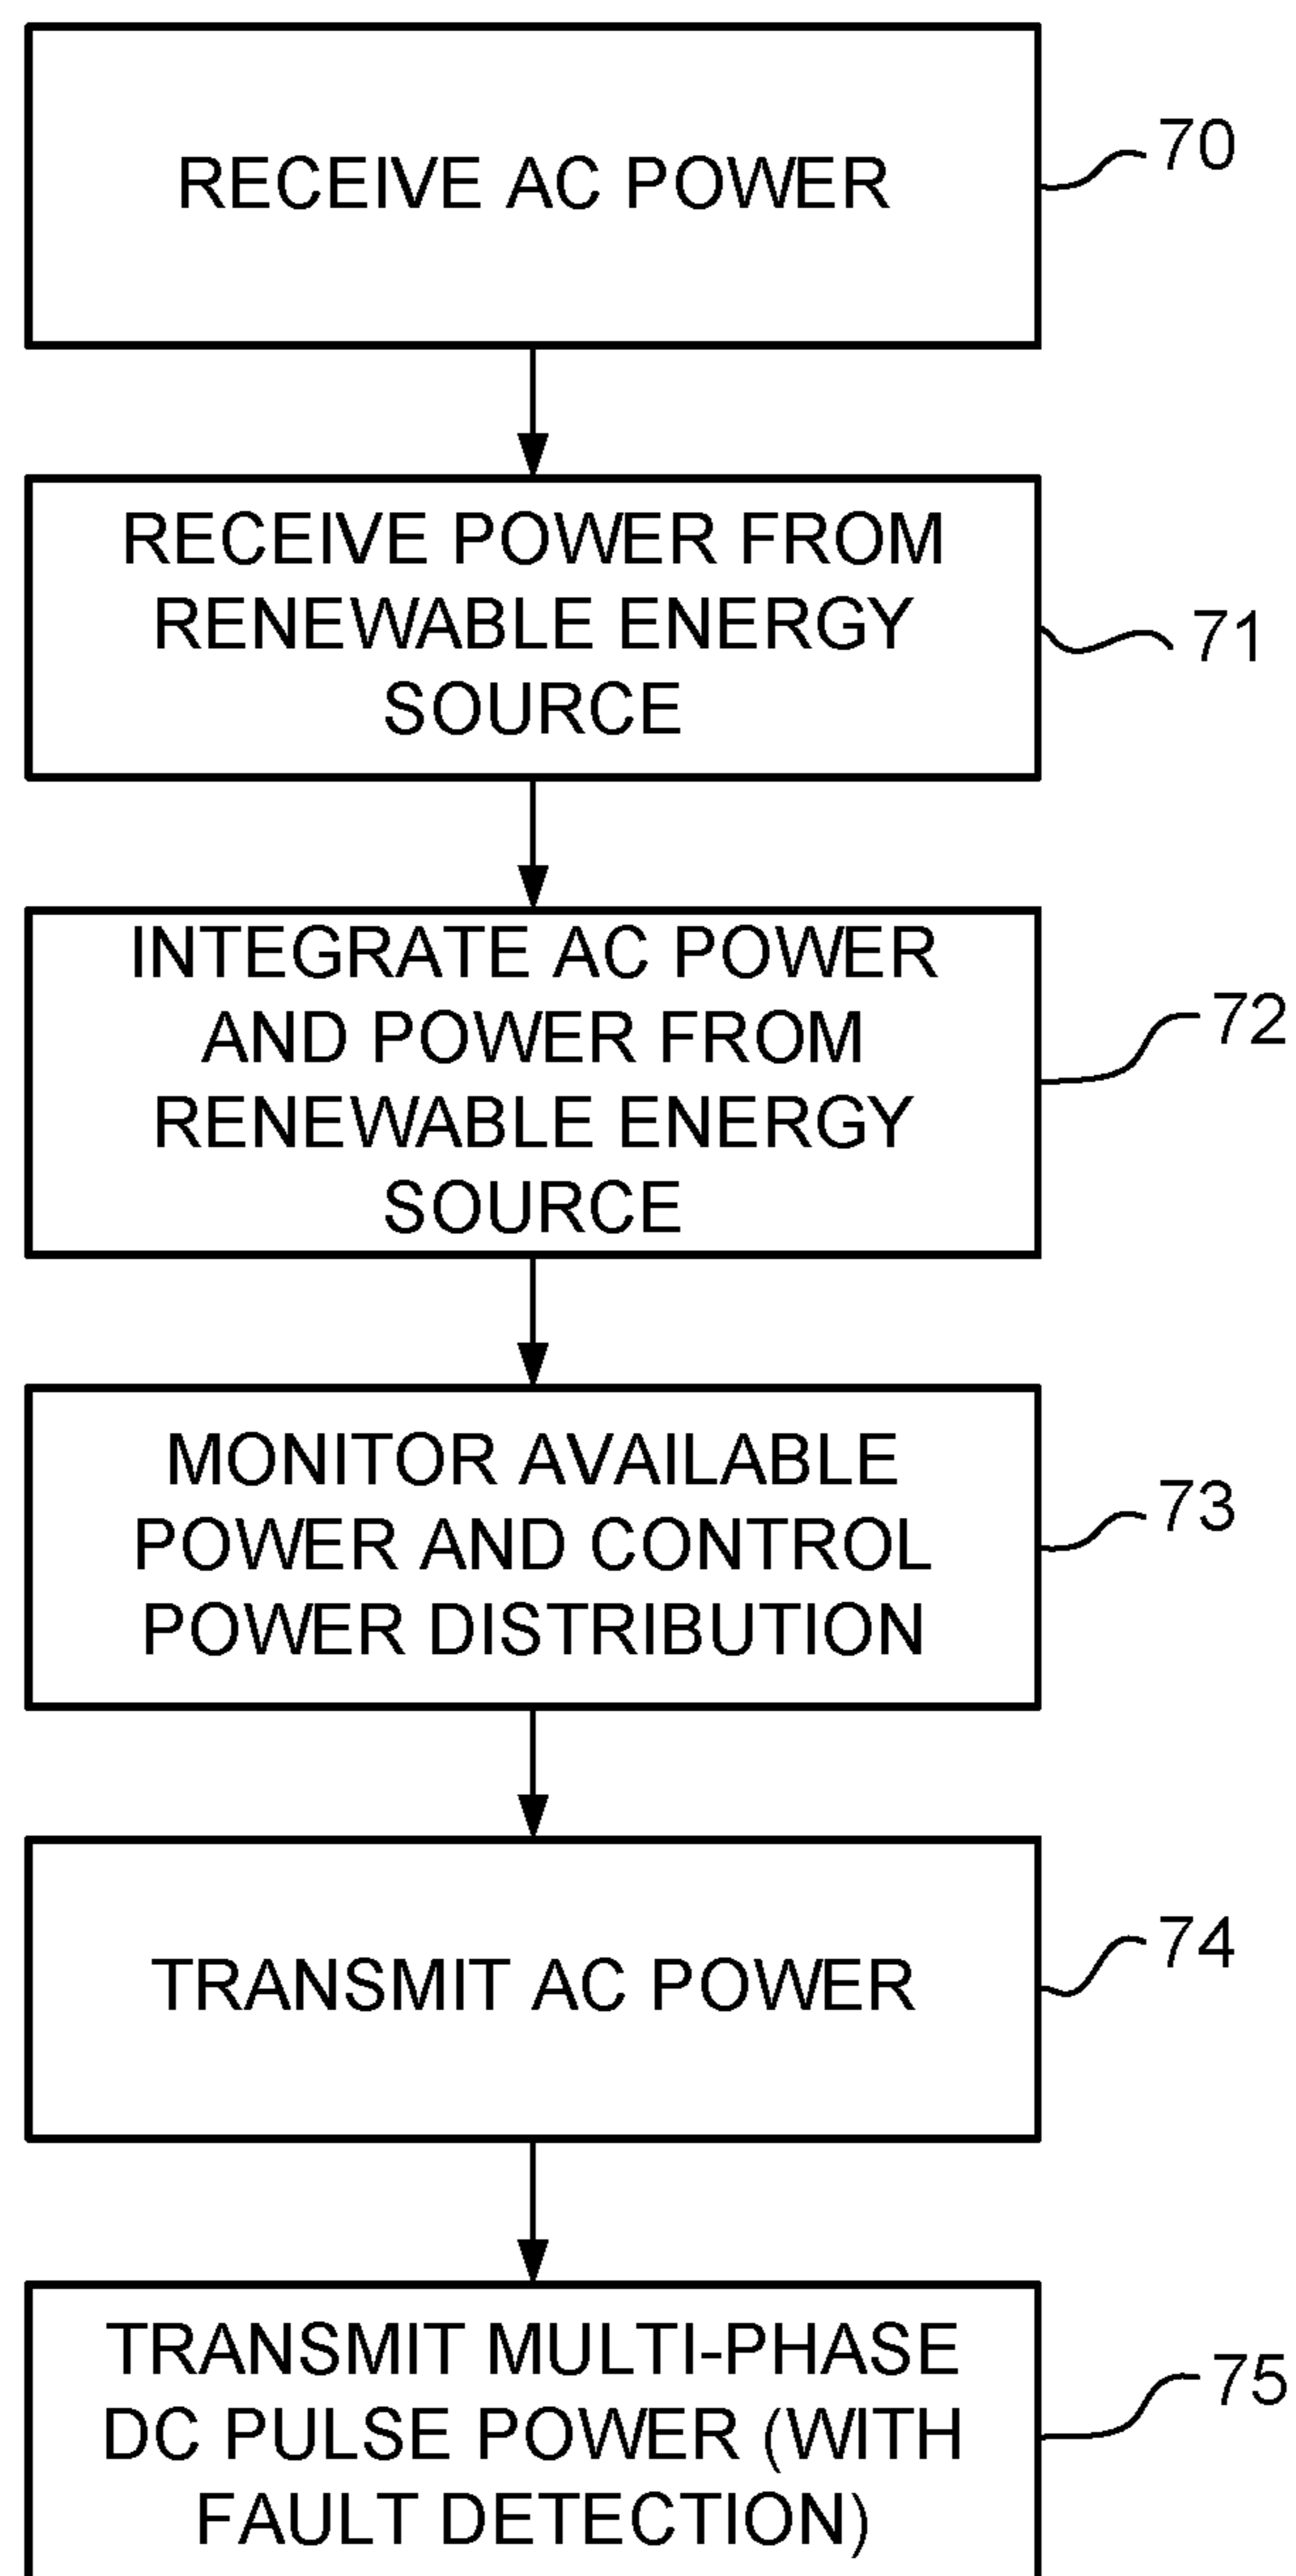 RECEIVE AC POWER
70
RECEIVE POWER FROM
RENEWABLE ENERGY
SOURCE
71
INTEGRATE AC POWER
AND POWER FROM
RENEWABLE ENERGY
SOURCE
72
MONITOR AVAILABLE
POWER AND CONTROL
POWER DISTRIBUTION
73
TRANSMIT AC POWER
74
TRANSMIT MULTI-PHASE
DC PULSE POWER (WITH
FAULT DETECTION)
75